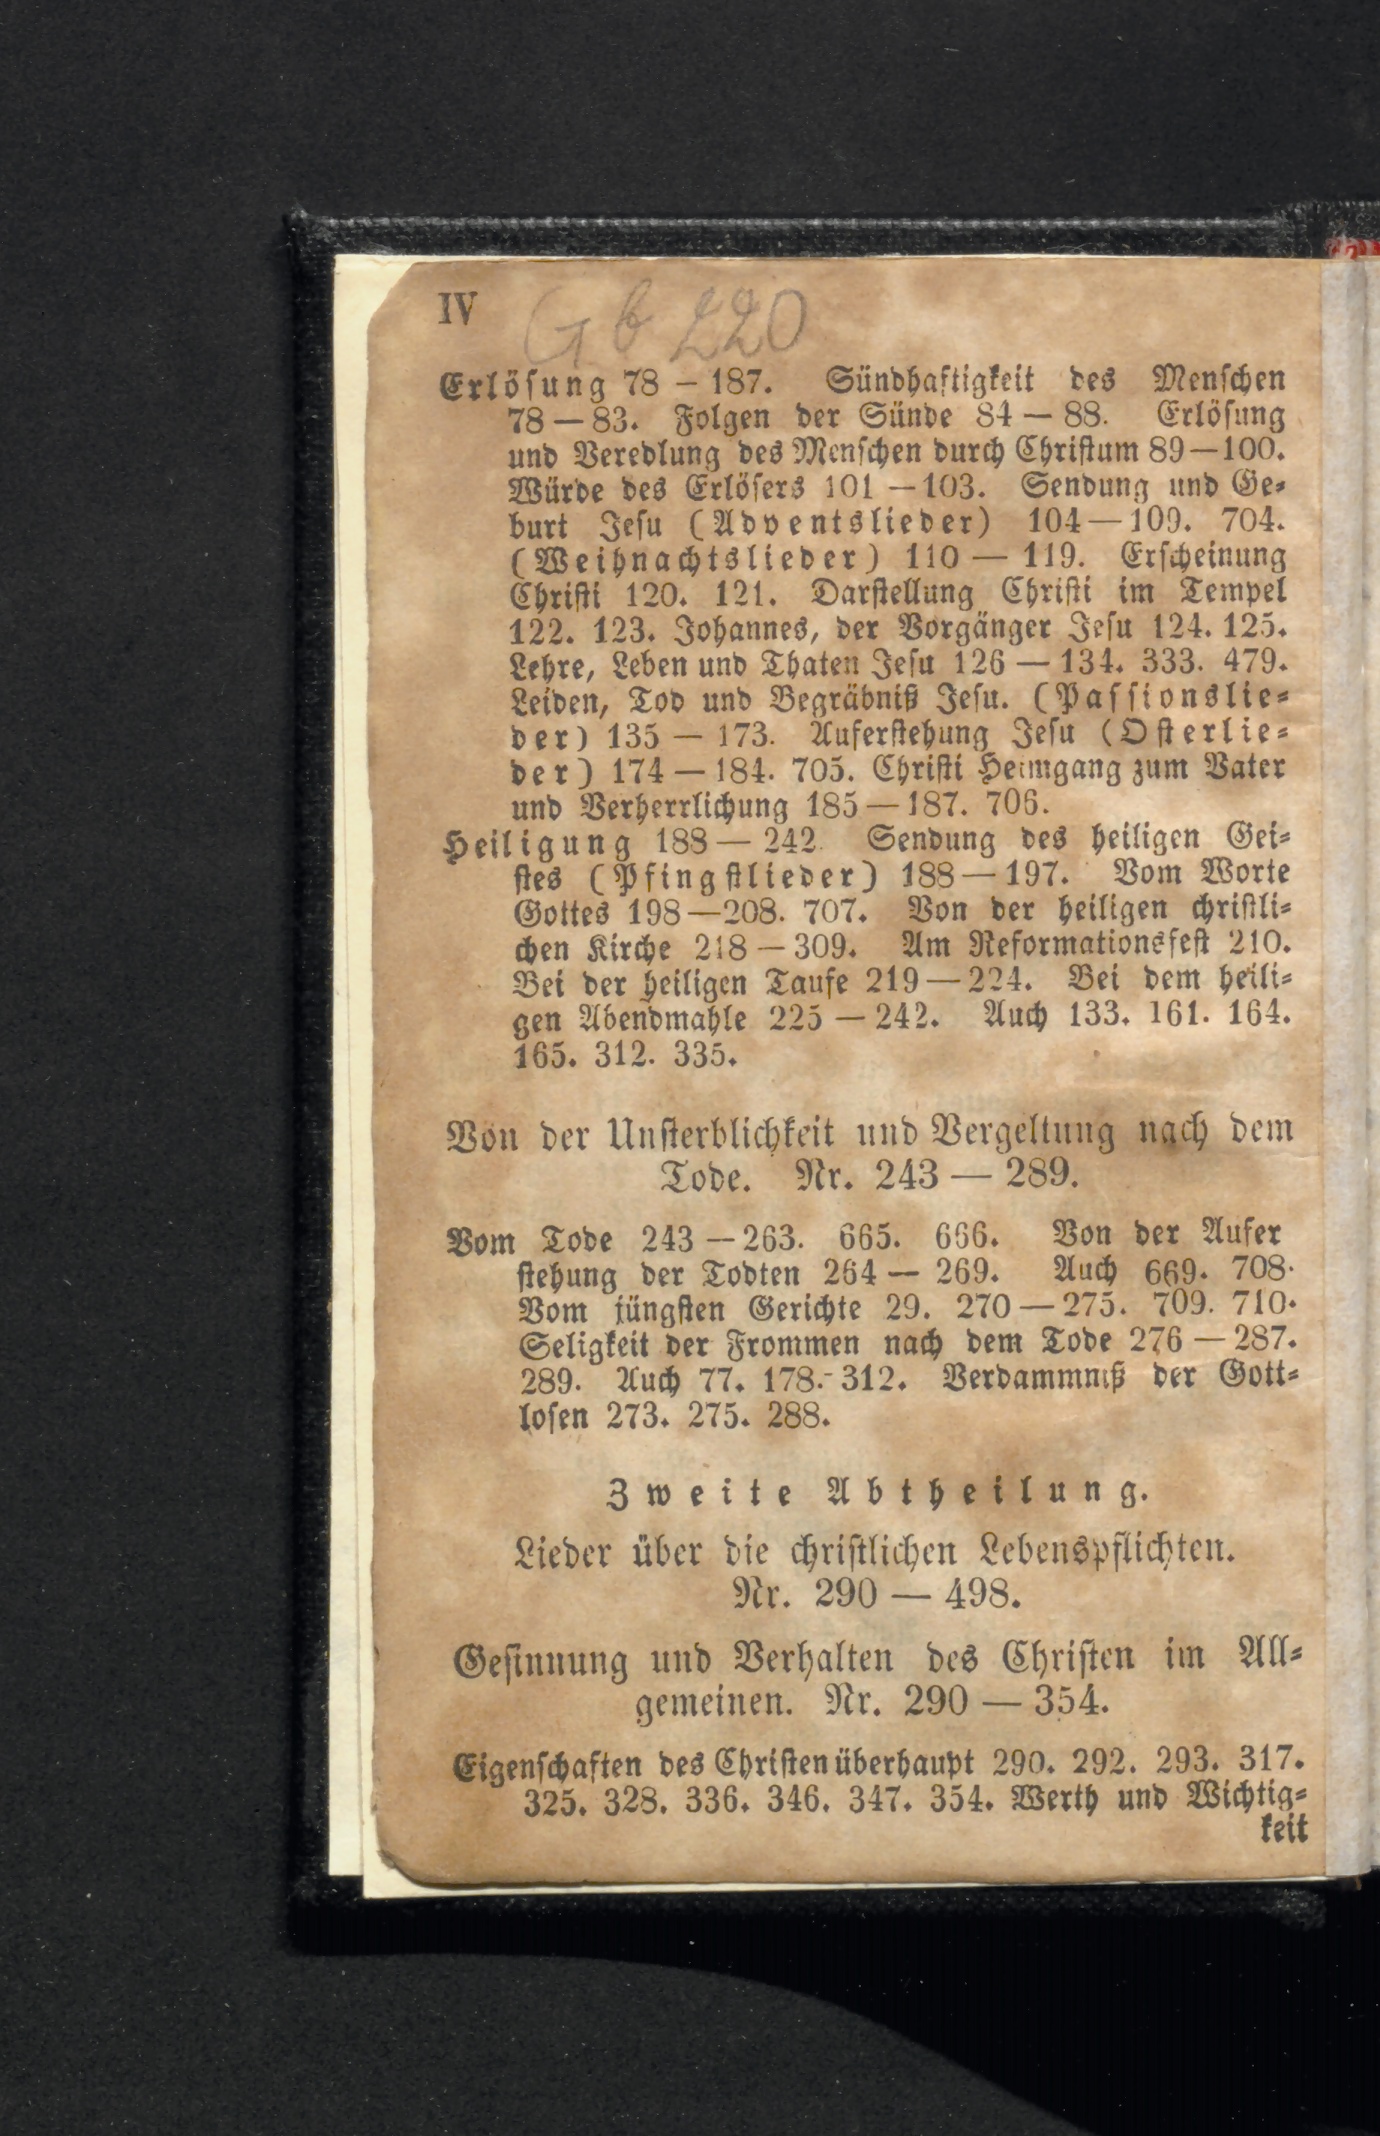 IV
Gb 220
Erlösung 78 – 187. Sündhaftigkeit des Menschen
78 — 83. Folgen der Sünde 84 — 88. Erlösung
und Veredlung des Menschen durch Christum 89—100.
Würde des Erlösers 101 —103. Sendung und Ge-
burt Jesu (Adventslieder) 104—109. 704.
(Weihnachtslieder) 110 — 119. Erscheinung
Christi 120. 121. Darstellung Christi im Tempel
122. 123. Johannes, der Vorgänger Jesu 124. 125.
Lehre, Leben und Thaten Jesu 126 — 134. 333. 479.
Leiden, Tod und Begräbniß Jesu. (Passionslie-
der) 135 — 173. Auferstehung Jesu (Osterlie-
der) 174 — 184. 705. Christi Heimgang zum Vater
und Verherrlichung 185—187. 706.
Heiligung 188— 242. Sendung des heiligen Gei-
stes (Pfingstlieder) 188—197. Vom Worte
Gottes 198—208. 707. Von der heiligen christli-
chen Kirche 218 — 309. Am Reformationsfest 210.
Bei der heiligen Taufe 219—224. Bei dem heili-
gen Abendmahle 225 — 242. Auch 133. 161. 164.
165. 312. 335.
Von der Unsterblichkeit und Vergeltung nach dem
Tode. Nr. 243 — 289.
Vom Tode 243 —263. 665. 666. Von der Aufer
stehung der Todten 264 — 269. Auch 669. 708.
Vom jüngsten Gerichte 29. 270—275. 709. 710.
Seligkeit der Frommen nach dem Tode 276 — 287.
289. Auch 77. 178. 312. Verdammniß der Gott-
losen 273. 275. 288.
Zweite Abtheilung.
Lieder über die christlichen Lebenspflichten.
Nr. 290 — 498.
Gesinnung und Verhalten des Christen im All-
gemeinen. Nr. 290 — 354.
Eigenschaften des Christen überhaupt 290. 292. 293. 317.
325. 328. 336. 346. 347. 354. Werth und Wichtig-
keit